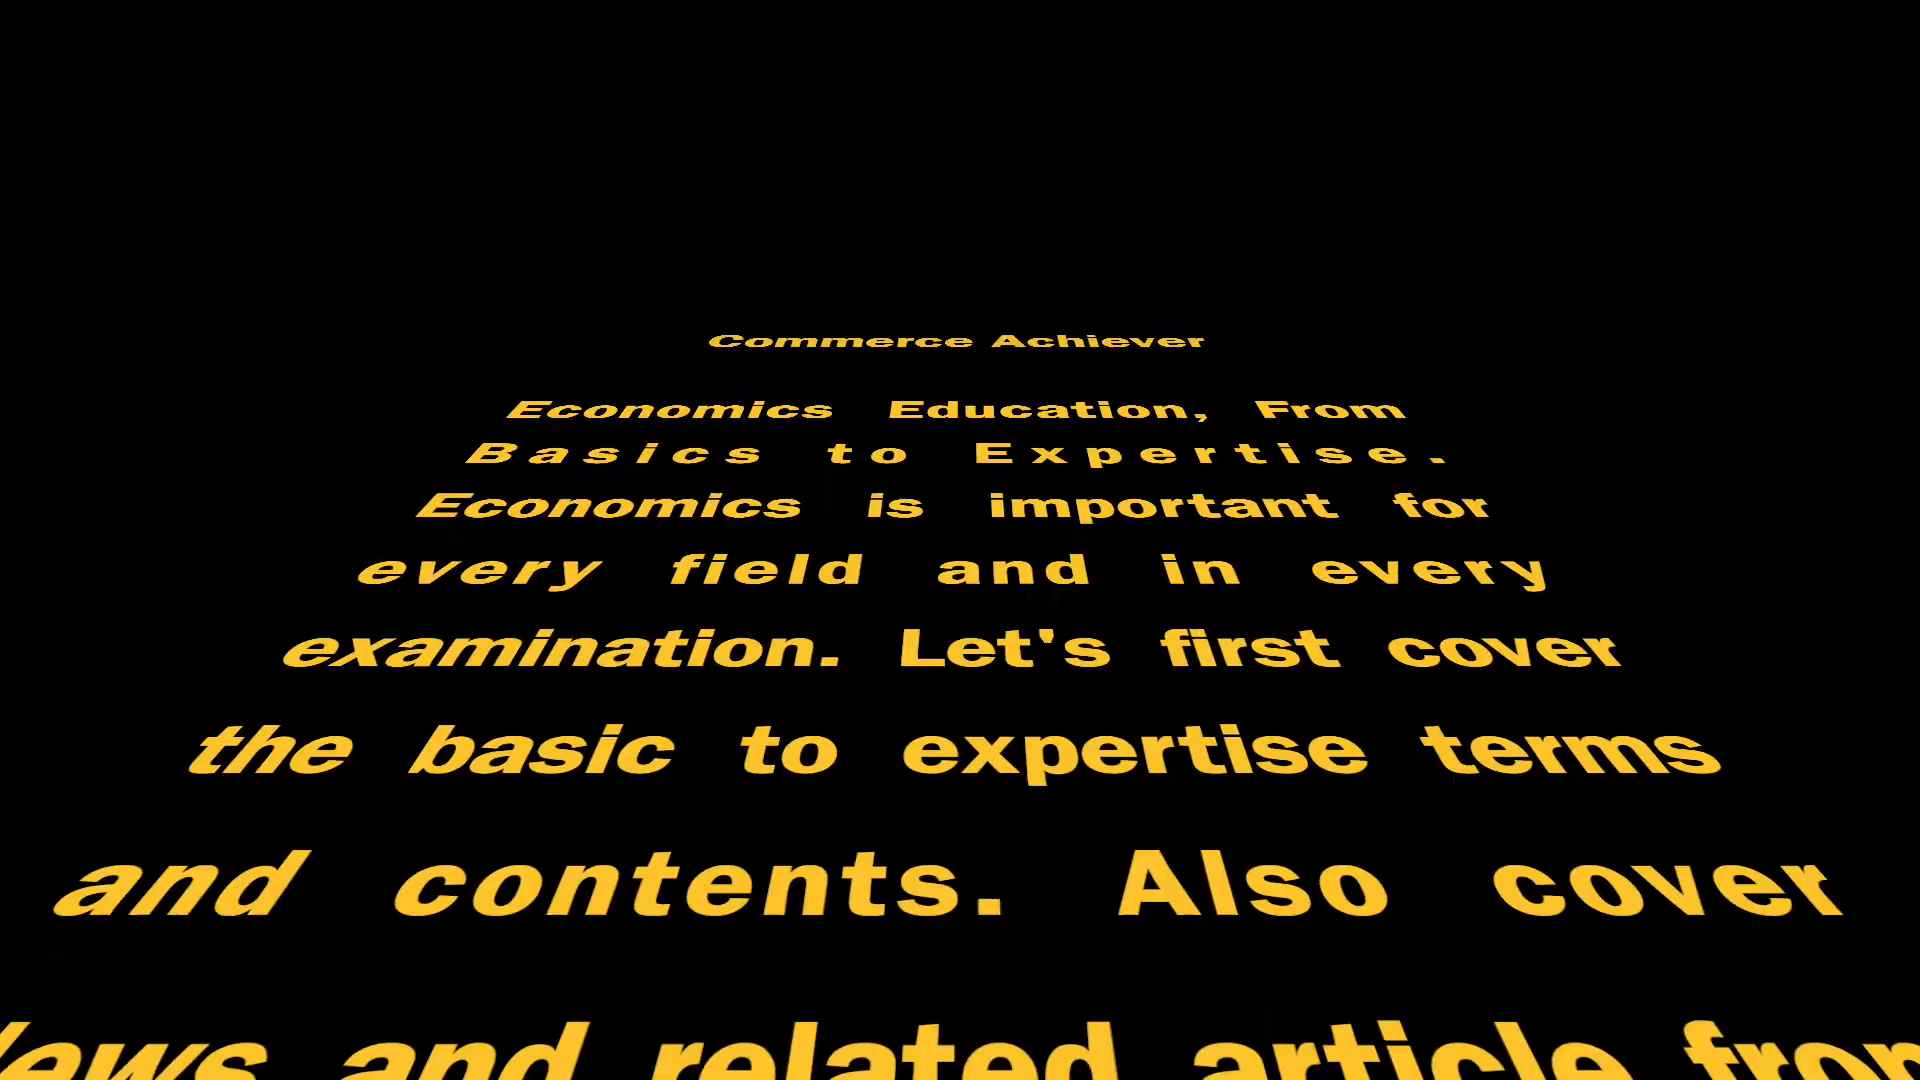 Commerce Achiever
Economics Education, From
Basics to Expertise.
Economics is important for
every field and in every
examination. Let's first cover
the basic to expertise terms
and contents. Also cover
and related article